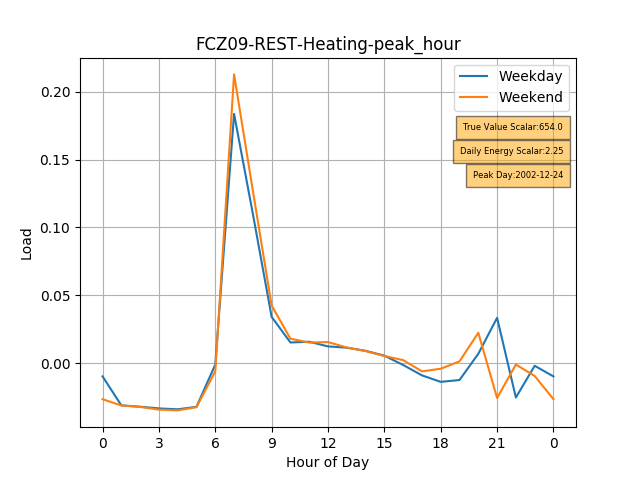 FCZ09-REST-Heating-peak_hour
Weekday
Weekend
True Value Scalar:654.0
Daily Energy Scalar:2.25
Peak Day:2002-12-24
Load
0.20
0.15
0.10
0.05
0.00
0 3 6 9 12 15 18 21 0
Hour of Day